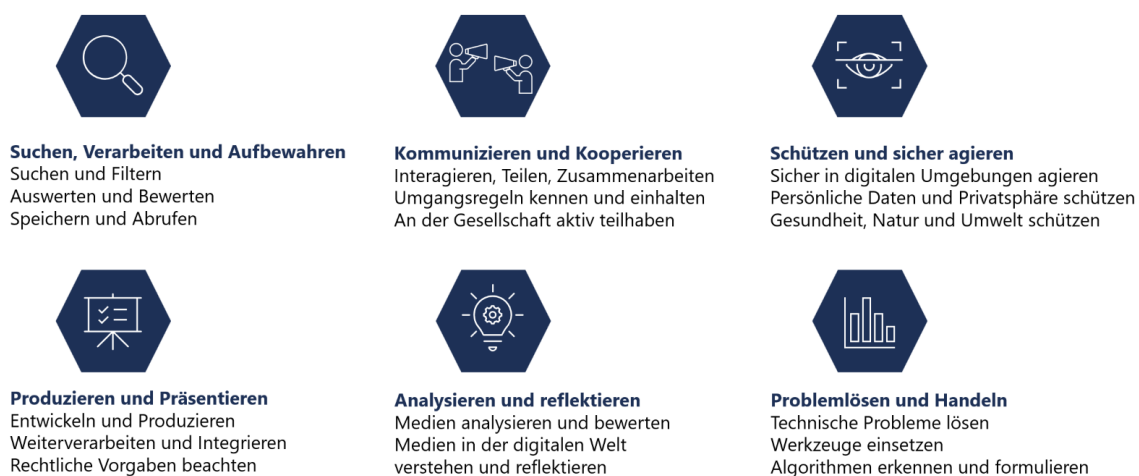 Suchen, Verarbeiten und Aufbewahren
Suchen und Filtern
Auswerten und Bewerten
Speichern und Abrufen
Kommunizieren und Kooperieren
Interagieren, Teilen, Zusammenarbeiten
Umgangsregeln kennen und einhalten
An der Gesellschaft aktiv teilhaben
Schützen und sicher agieren
Sicher in digitalen Umgebungen agieren
Persönliche Daten und Privatsphäre schützen
Gesundheit, Natur und Umwelt schützen
Produzieren und Präsentieren
Entwickeln und Produzieren
Weiterverarbeiten und Integrieren
Rechtliche Vorgaben beachten
Analysieren und reflektieren
Medien analysieren und bewerten
Medien in der digitalen Welt
verstehen und reflektieren
Problemlösen und Handeln
Technische Probleme lösen
Werkzeuge einsetzen
Algorithmen erkennen und formulieren